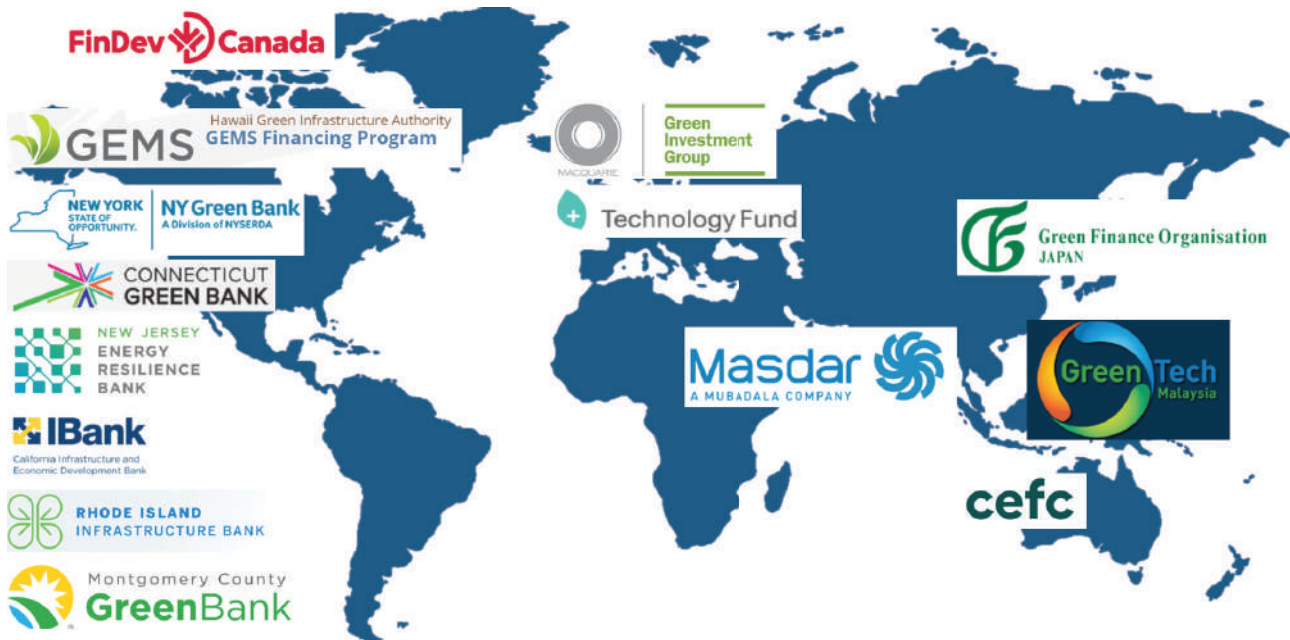 FinDev Canada
GEMS
Hawaii Green Infrastructure Authority
GEMS Financing Program
NEW YORK
STATE OF
OPPORTUNITY.
NY Green Bank
A Division of NYSERDA
CONNECTICUT
GREEN BANK
NEW JERSEY
ENERGY
RESILIENCE
BANK
IBank
California Infrastructure and
Economic Development Bank
RHODE ISLAND
INFRASTRUCTURE BANK
Montgomery County
GreenBank
MACQUARIE
Green
Investment
Group
Technology Fund
Masdar
A MUBADALA COMPANY
Green Finance Organisation
JAPAN
Green Tech
Malaysia
cefc